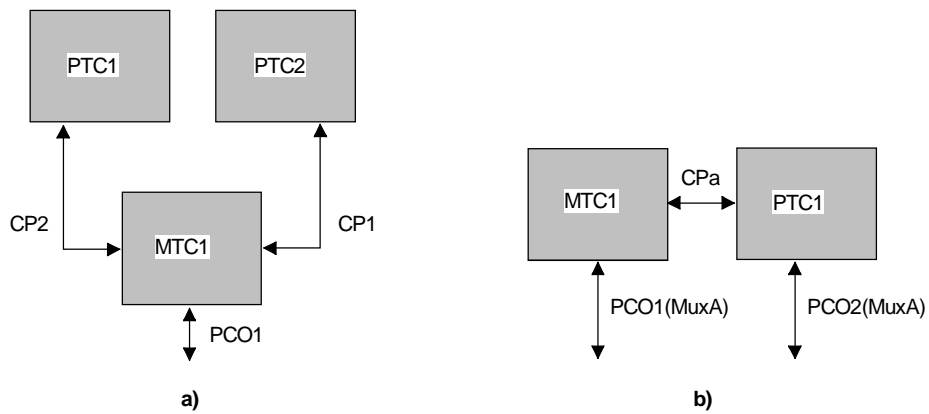 PTC1
PTC2
CP2
MTC1
CP1
PCO1
a)
MTC1
CPa
PTC1
PCO1(MuxA)
PCO2(MuxA)
b)